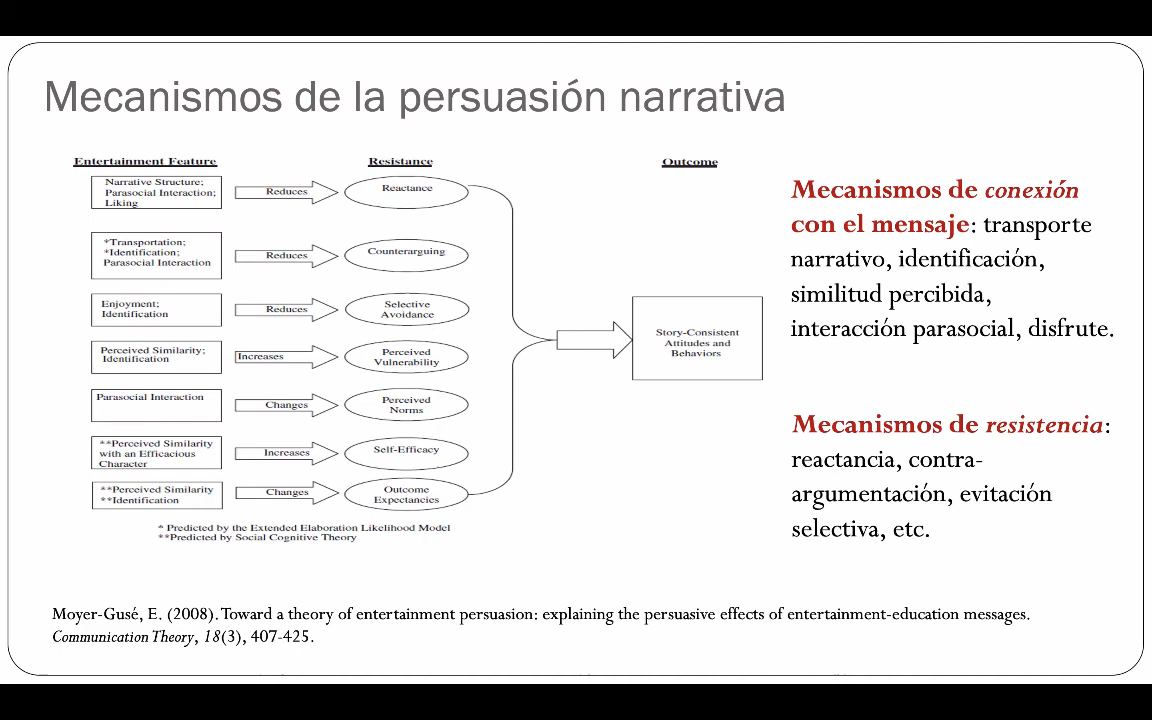 Mecanismos de la persuasión narrativa
Entertainment Feature
Resistance
Outcome
Narrative Structure;
Parasocial Interaction;
Liking
Reduces
Reactance
*Transportation;
*Identification;
Parasocial Interaction
Reduces
Counterarguing
Enjoyment;
Identification
Reduces
Selective
Avoidance
Perceived Similarity;
Identification
Increases
Perceived
Vulnerability
Parasocial Interaction
Changes
Perceived
Norms
**Perceived Similarity
with an Efficacious
Character
Increases
Self-Efficacy
**Perceived Similarity
**Identification
Changes
Outcome
Expectancies
Story-Consistent
Attitudes and
Behaviors
* Predicted by the Extended Elaboration Likelihood Model
**Predicted by Social Cognitive Theory
Mecanismos de conexión
con el mensaje: transporte
narrativo, identificación,
similitud percibida,
interacción parasocial, disfrute.
Mecanismos de resistencia:
reactancia, contra-
argumentación, evitación
selectiva, etc.
Moyer-Gusé, E. (2008). Toward a theory of entertainment persuasion: explaining the persuasive effects of entertainment-education messages.
Communication Theory, 18(3), 407-425.